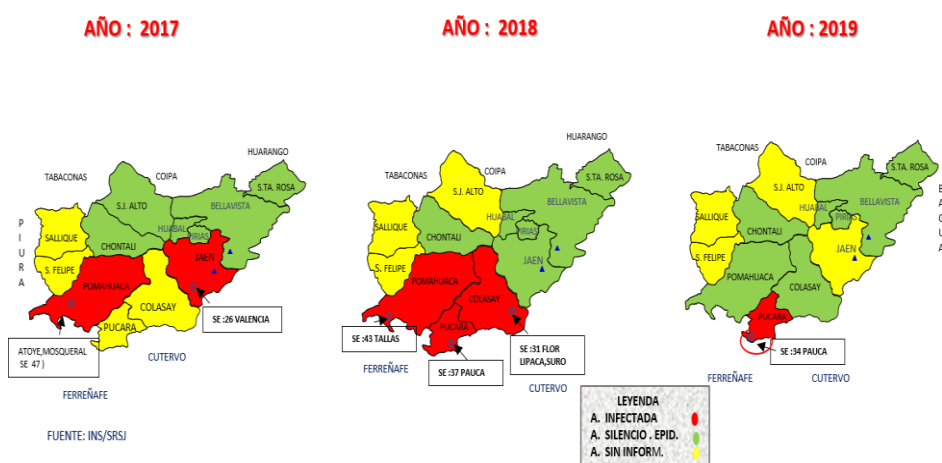 AÑO : 2017
AÑO : 2018
AÑO : 2019
HUARANGO
TABACONAS
COIPA
S.TA. ROSA
S.J. ALTO
BELLAVISTA
PIURA
SALLIQUE
HUABAL
PIRIAS
CHONTALI
JAEN
S. FELIPE
POMAHUACA
COLASAY
PUCARA
SE :26 VALENCIA
ATOYE,MOSQUERAL
SE 47 )
CUTERVO
FERREÑAFE
FUENTE: INS/SRSJ
HUARANGO
TABACONAS
COIPA
S.TA. ROSA
S.J. ALTO
BELLAVISTA
SALLIQUE
HUABAL
PIRIAS
CHONTALI
JAEN
S. FELIPE
POMAHUACA
COLASAY
PUCARA
SE :43 TALLAS
SE :31 FLOR
LIPACA,SURO
FERREÑAFE
SE :37 PAUCA
CUTERVO
HUARANGO
TABACONAS
COIPA
S.TA. ROSA
S.J. ALTO
BELLAVISTA
BAGUA
SALLIQUE
HUABAL
PIRIAS
CHONTALI
JAEN
S. FELIPE
POMAHUACA
COLASAY
PUCARA
SE :34 PAUCA
FERREÑAFE
CUTERVO
LEYENDA
A. INFECTADA
A. SILENCIO . EPID.
A. SIN INFORM.